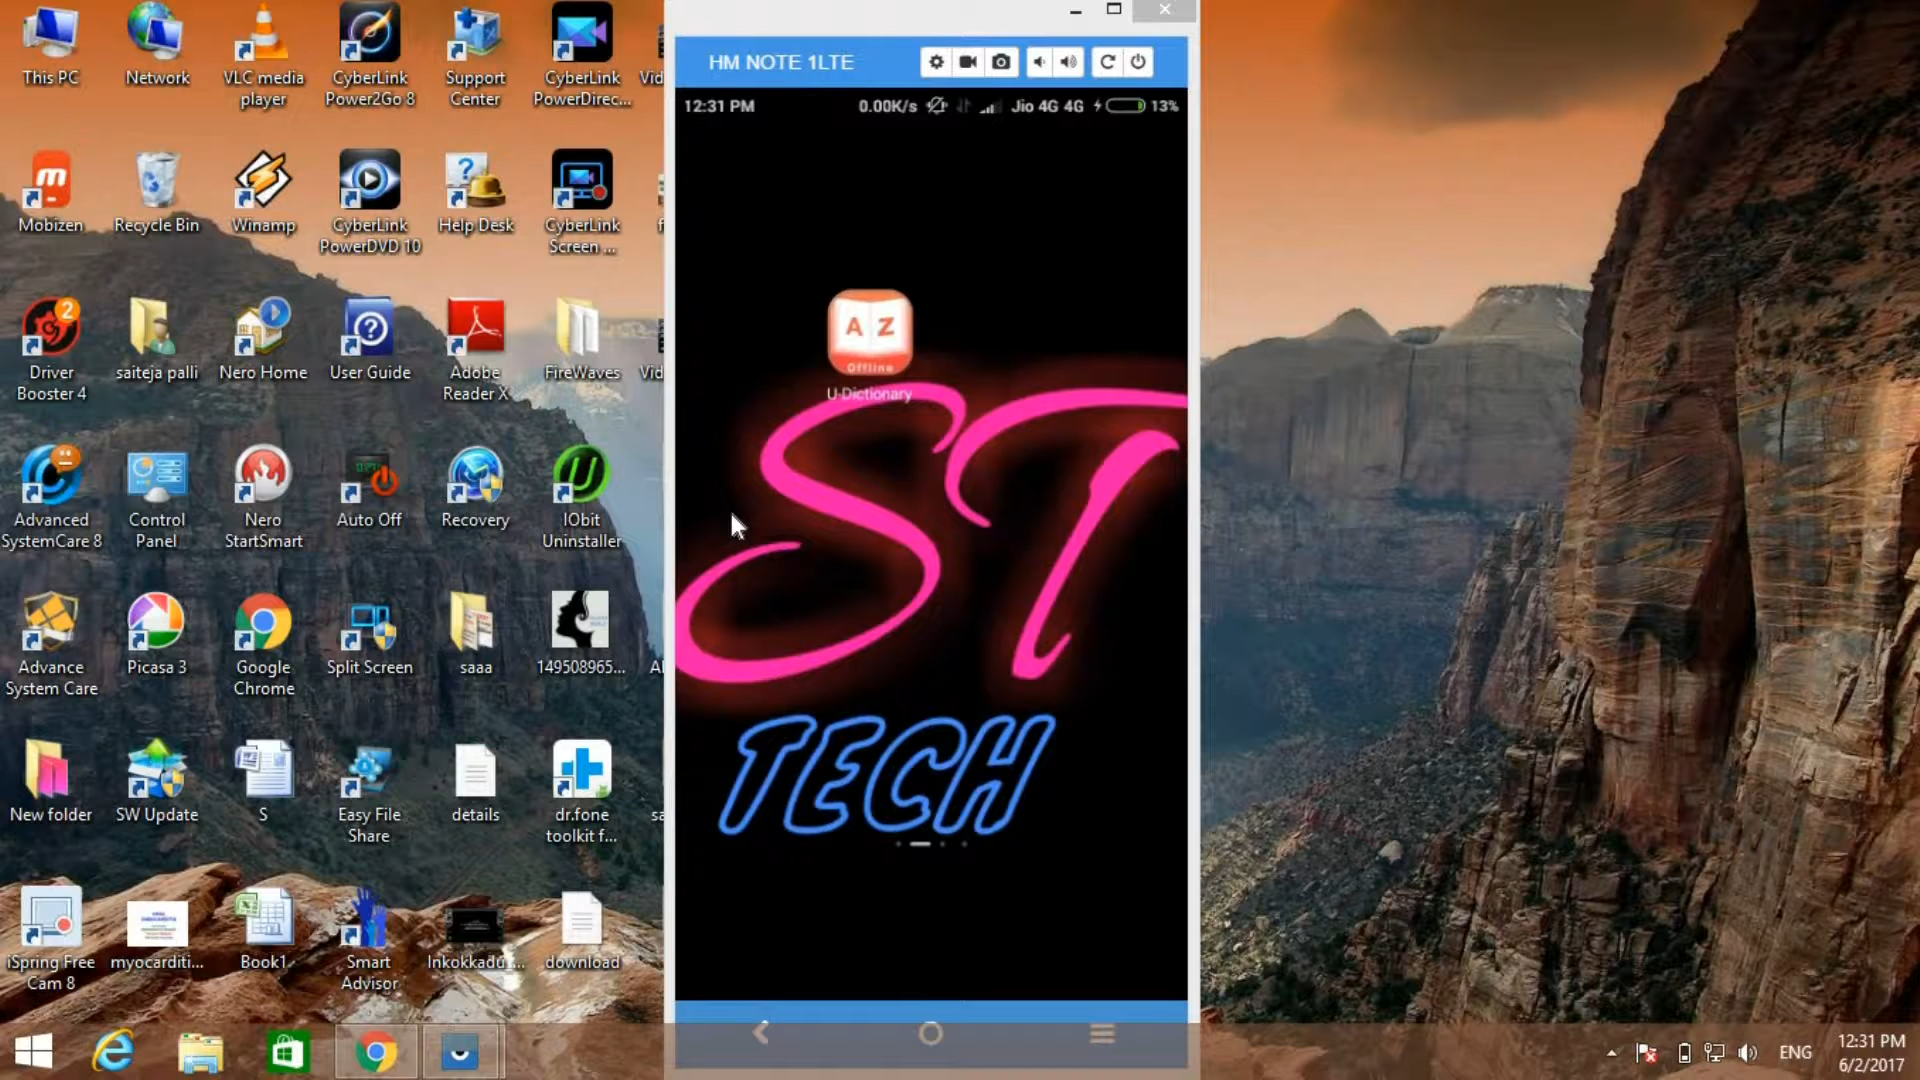 This PC
Network
VLC media
player
CyberLink
Power2Go 8
Support
Center
CyberLink
PowerDirec...
Mobizen
Recycle Bin
Winamp
CyberLink
PowerDVD 10
Help Desk
CyberLink
Screen ...
Driver
Booster 4
2
saiteja palli
Nero Home
User Guide
Adobe
Reader X
FireWaves
Advanced
SystemCare 8
Control
Panel
Nero
StartSmart
Auto Off
Recovery
IObit
Uninstaller
Advance
System Care
Picasa 3
Google
Chrome
Split Screen
saaa
149508965...
New folder
SW Update
S
Easy File
Share
details
dr.fone
toolkit f...
iSpring Free
Cam 8
myocarditi...
Book1
Smart
Advisor
Inkokkadu...
download
HM NOTE 1LTE
12:31 PM 0.00K/s Jio 4G 4G 13%
A Z
Offline
U-Dictionary
ST
TECH
ENG
12:31 PM
6/2/2017